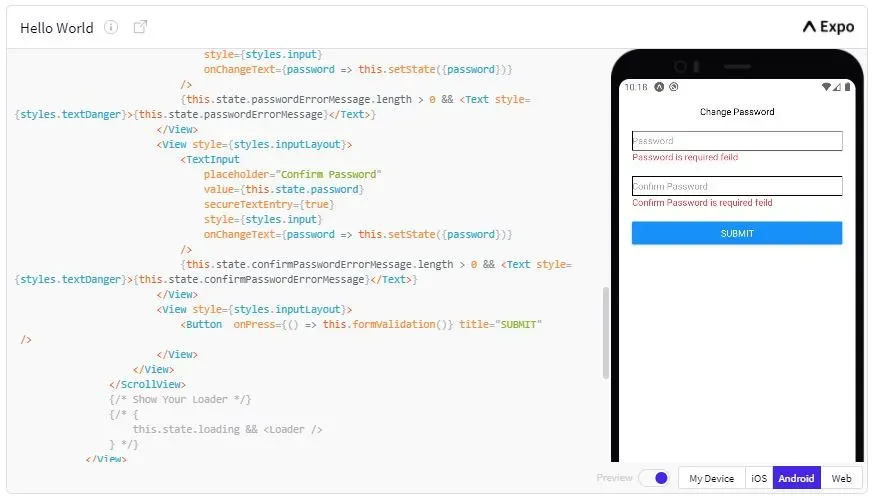 Hello World
Expo
style={styles.input}
onChangeText={password => this.setState({password})}
/>
{this.state.passwordErrorMessage.length > 0 && <Text style=
{styles.textDanger}>{this.state.passwordErrorMessage}</Text>}
</View>
<View style={styles.inputLayout}>
<TextInput
placeholder="Confirm Password"
value={this.state.password}
secureTextEntry={true}
style={styles.input}
onChangeText={password => this.setState({password})}
/>
{this.state.confirmPasswordErrorMessage.length > 0 && <Text style=
{styles.textDanger}>{this.state.confirmPasswordErrorMessage}</Text>}
</View>
<View style={styles.inputLayout}>
<Button onPress={() => this.formValidation()} title="SUBMIT"
/>
</View>
</View>
</ScrollView>
{/* Show Your Loader */}
{/* {
this.state.loading && <Loader />
} */}
</View>
10:18
Change Password
Password
Password is required feild
Confirm Password
Confirm Password is required feild
SUBMIT
Preview
My Device
iOS
Android
Web